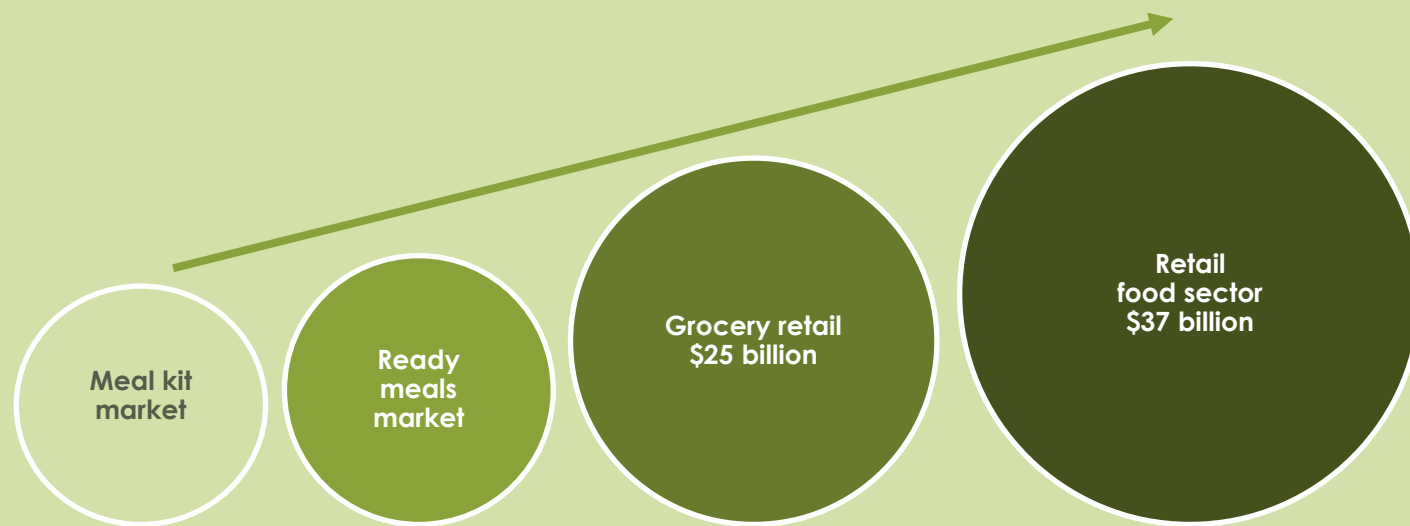 Meal kit
market
Ready
meals
market
Grocery retail
$25 billion
Retail
food sector
$37 billion